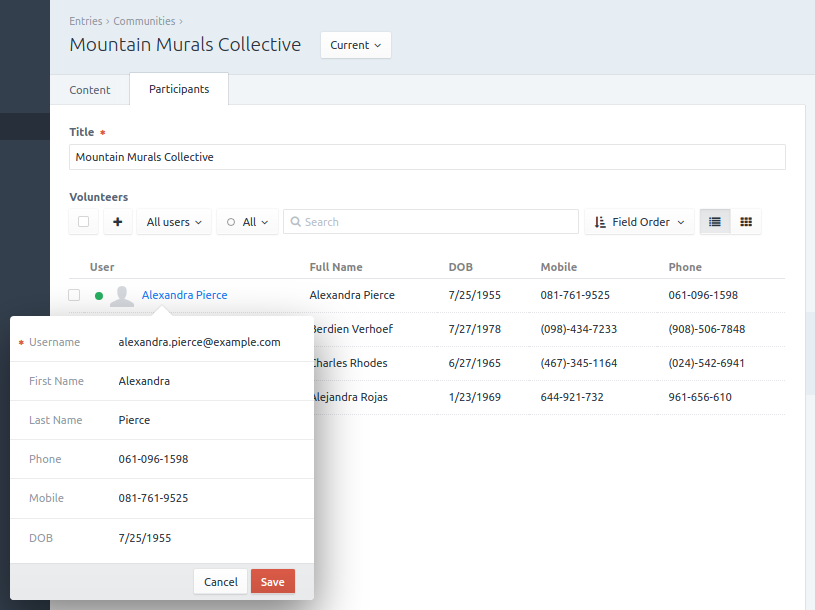 Entries › Communities ›
Mountain Murals Collective Current
Content Participants
Title *
Mountain Murals Collective
Volunteers
+ All users All Search Field Order
User Full Name DOB Mobile Phone
Alexandra Pierce Alexandra Pierce 7/25/1955 081-761-9525 061-096-1598
Berdien Verhoef 7/27/1978 (098)-434-7233 (908)-506-7848
Charles Rhodes 6/27/1965 (467)-345-1164 (024)-542-6941
Alejandra Rojas 1/23/1969 644-921-732 961-656-610
* Username alexandra.pierce@example.com
First Name Alexandra
Last Name Pierce
Phone 061-096-1598
Mobile 081-761-9525
DOB 7/25/1955
Cancel Save